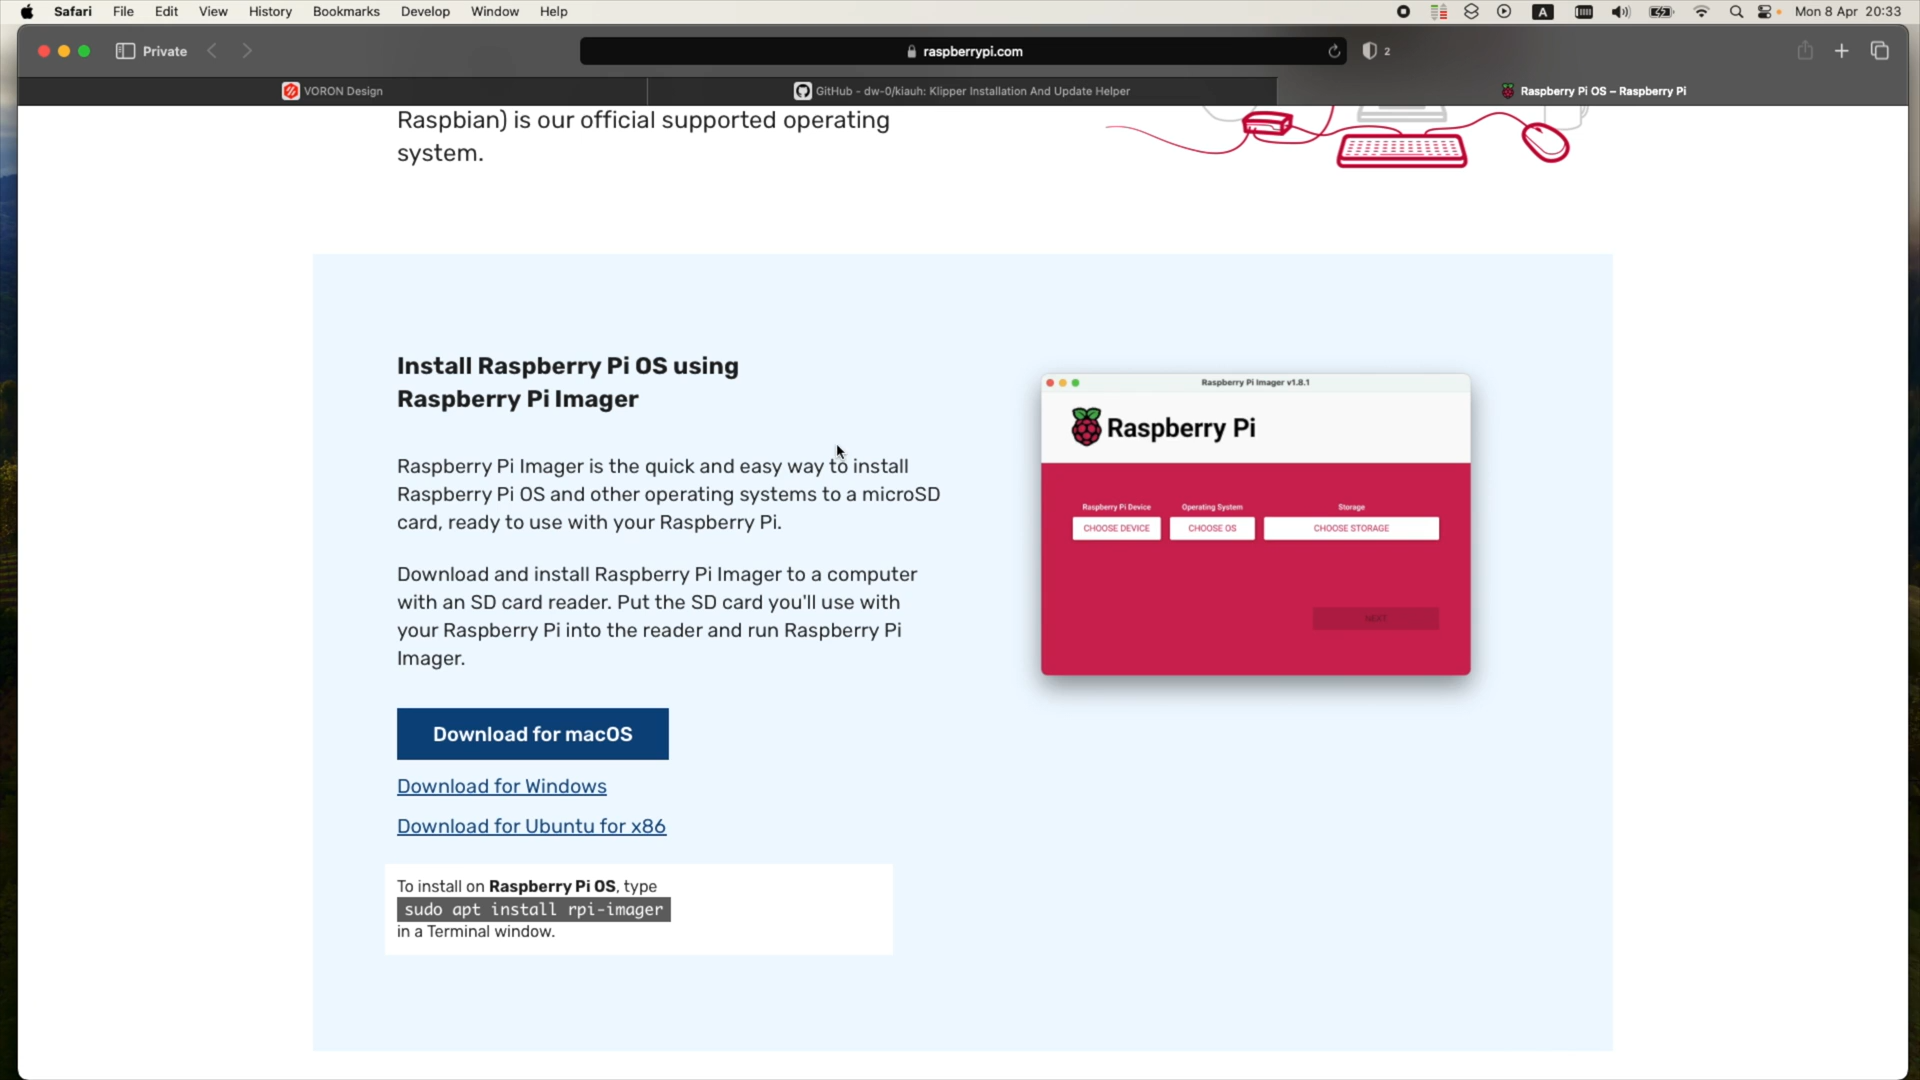 Safari File Edit View History Bookmarks Develop Window Help A Mon 8 Apr 20:33
Private raspberrypi.com 2
VORON Design GitHub - dw-0/kiauh: Klipper Installation And Update Helper Raspberry Pi OS – Raspberry Pi
Raspbian) is our official supported operating
system.
Install Raspberry Pi OS using
Raspberry Pi Imager
Raspberry Pi Imager is the quick and easy way to install
Raspberry Pi OS and other operating systems to a microSD
card, ready to use with your Raspberry Pi.
Download and install Raspberry Pi Imager to a computer
with an SD card reader. Put the SD card you'll use with
your Raspberry Pi into the reader and run Raspberry Pi
Imager.
Download for macOS
Download for Windows
Download for Ubuntu for x86
To install on Raspberry Pi OS, type
sudo apt install rpi-imager
in a Terminal window.
Raspberry Pi Imager v1.8.1
Raspberry Pi
Raspberry Pi Device Operating System Storage
CHOOSE DEVICE CHOOSE OS CHOOSE STORAGE
NEXT